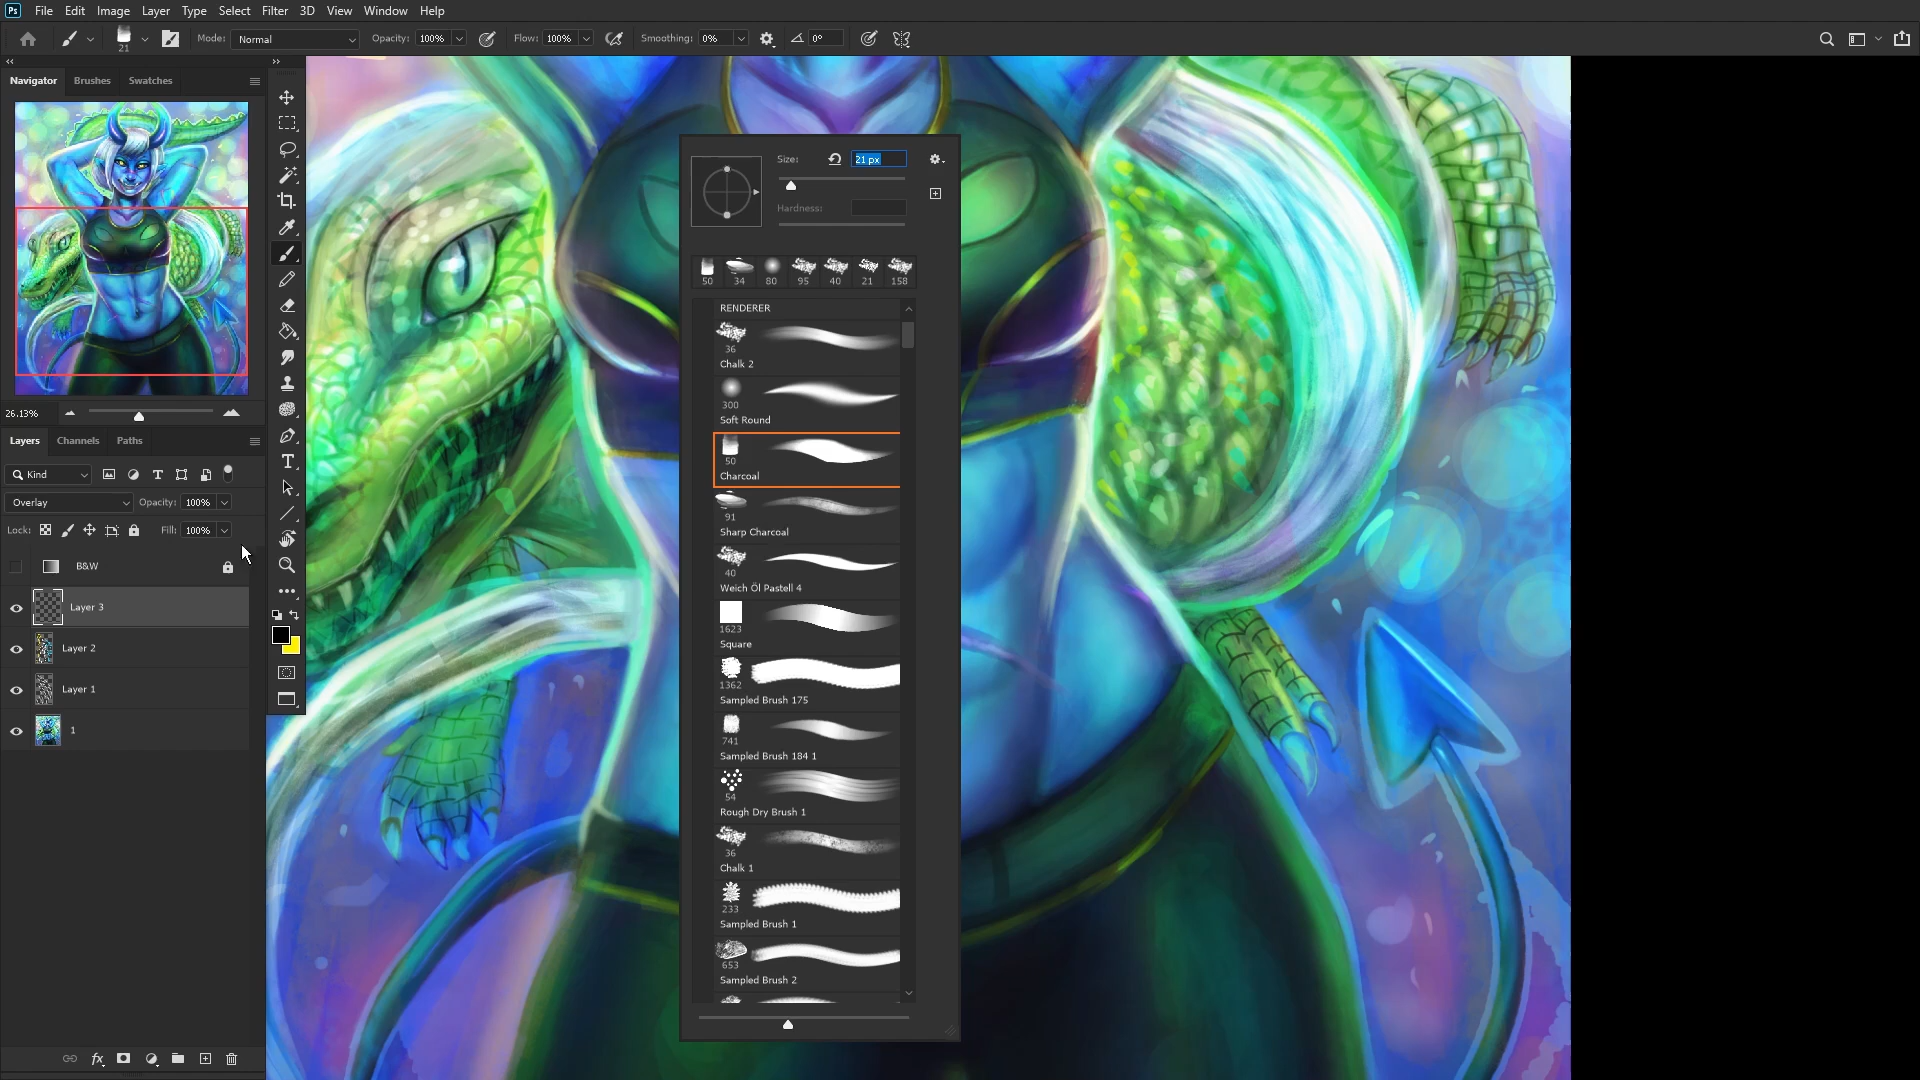 Ps File Edit Image Layer Type Select Filter 3D View Window Help
21 Mode: Normal Opacity: 100% Flow: 100% Smoothing: 0% 0°
Navigator Brushes Swatches
26.13%
Layers Channels Paths
Kind
Overlay Opacity: 100%
Lock: Fill: 100%
B&W
Layer 3
Layer 2
Layer 1
1
fx
Size: 21 px
Hardness:
50 34 80 95 40 21 158
RENDERER
36
Chalk 2
300
Soft Round
50
Charcoal
91
Sharp Charcoal
40
Weich Öl Pastell 4
1623
Square
1362
Sampled Brush 175
741
Sampled Brush 184 1
54
Rough Dry Brush 1
36
Chalk 1
233
Sampled Brush 1
653
Sampled Brush 2